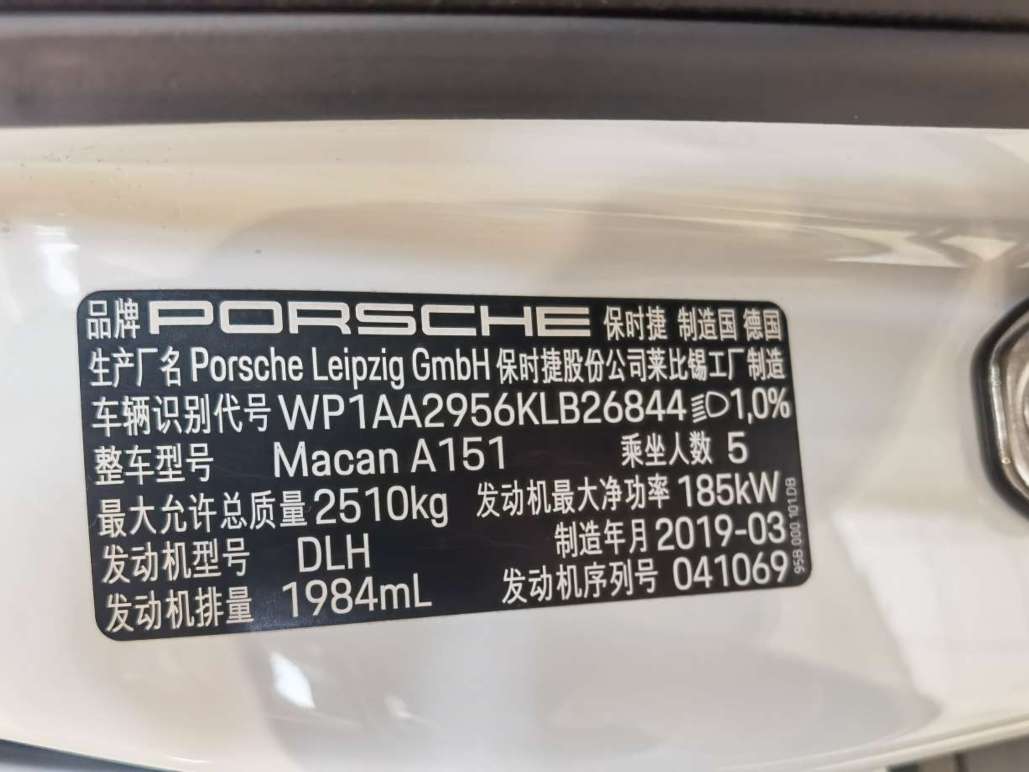 品牌 PORSCHE 保时捷 制造国 德国
生产厂名 Porsche Leipzig GmbH 保时捷股份公司莱比锡工厂制造
车辆识别代号 WP1AA2956KLB26844 1,0%
整车型号 Macan A151 乘坐人数 5
最大允许总质量 2510kg 发动机最大净功率 185kW
发动机型号 DLH 制造年月 2019-03
发动机排量 1984mL 发动机序列号 041069
95B 000 101.DB